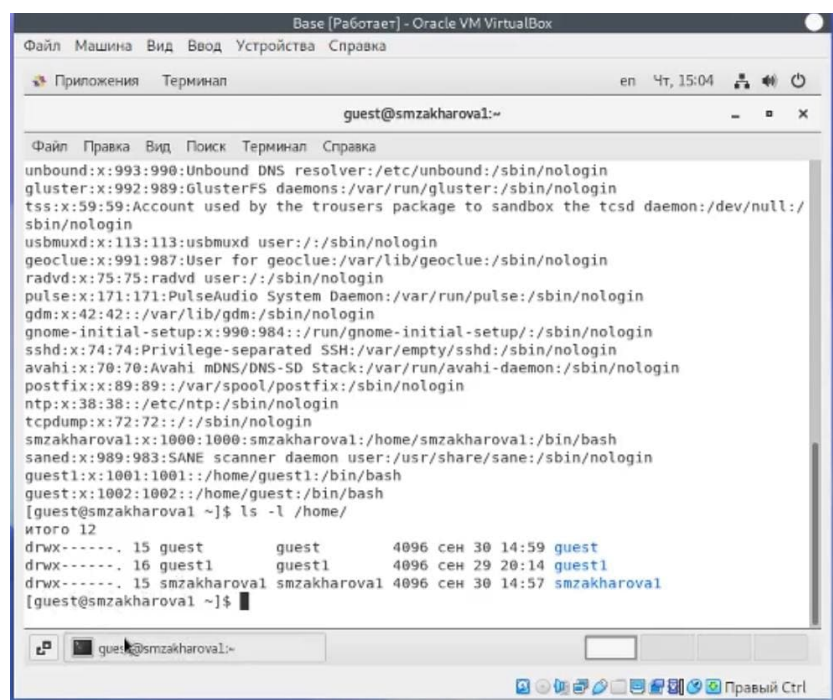 Base [Работает] - Oracle VM VirtualBox
Файл Машина Вид Ввод Устройства Справка
Приложения Терминал en Чт, 15:04
guest@smzakharova1:~
Файл Правка Вид Поиск Терминал Справка
unbound:x:993:990:Unbound DNS resolver:/etc/unbound:/sbin/nologin
gluster:x:992:989:GlusterFS daemons:/var/run/gluster:/sbin/nologin
tss:x:59:59:Account used by the trousers package to sandbox the tcsd daemon:/dev/null:/
sbin/nologin
usbmuxd:x:113:113:usbmuxd user:/:/sbin/nologin
geoclue:x:991:987:User for geoclue:/var/lib/geoclue:/sbin/nologin
radvd:x:75:75:radvd user:/:/sbin/nologin
pulse:x:171:171:PulseAudio System Daemon:/var/run/pulse:/sbin/nologin
gdm:x:42:42::/var/lib/gdm:/sbin/nologin
gnome-initial-setup:x:990:984::/run/gnome-initial-setup/:/sbin/nologin
sshd:x:74:74:Privilege-separated SSH:/var/empty/sshd:/sbin/nologin
avahi:x:70:70:Avahi mDNS/DNS-SD Stack:/var/run/avahi-daemon:/sbin/nologin
postfix:x:89:89::/var/spool/postfix:/sbin/nologin
ntp:x:38:38::/etc/ntp:/sbin/nologin
tcpdump:x:72:72::/:/sbin/nologin
smzakharova1:x:1000:1000:smzakharova1:/home/smzakharova1:/bin/bash
saned:x:989:983:SANE scanner daemon user:/usr/share/sane:/sbin/nologin
guest1:x:1001:1001::/home/guest1:/bin/bash
guest:x:1002:1002::/home/guest:/bin/bash
[guest@smzakharova1 ~]$ ls -l /home/
итого 12
drwx------. 15 guest guest 4096 сен 30 14:59 guest
drwx------. 16 guest1 guest1 4096 сен 29 20:14 guest1
drwx------. 15 smzakharova1 smzakharova1 4096 сен 30 14:57 smzakharova1
[guest@smzakharova1 ~]$
guest@smzakharova1:~
Правый Ctrl